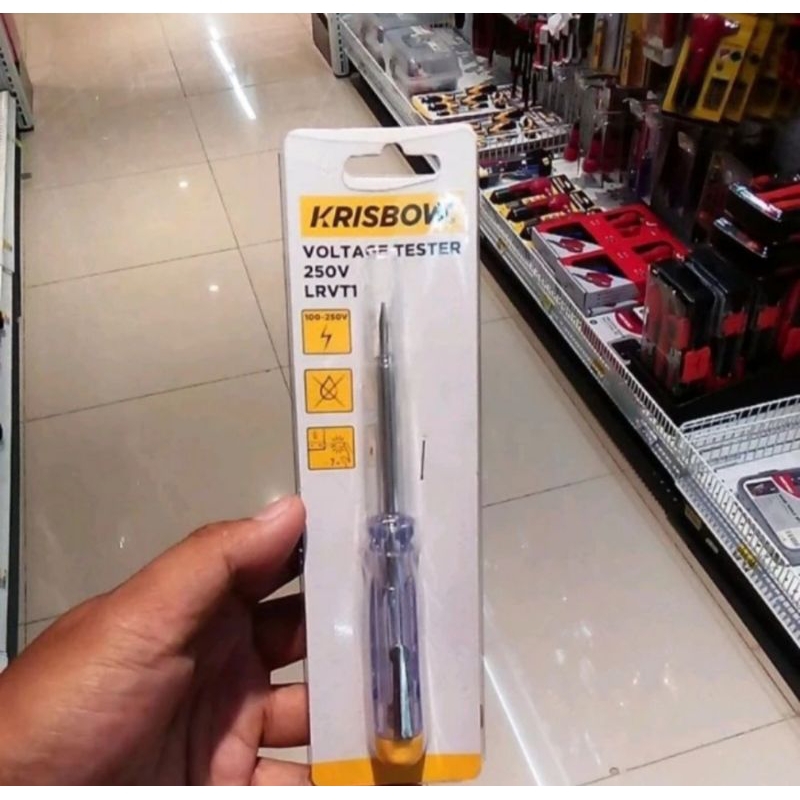 KRISBOW
VOLTAGE TESTER
250V
LRVT1
100-250V